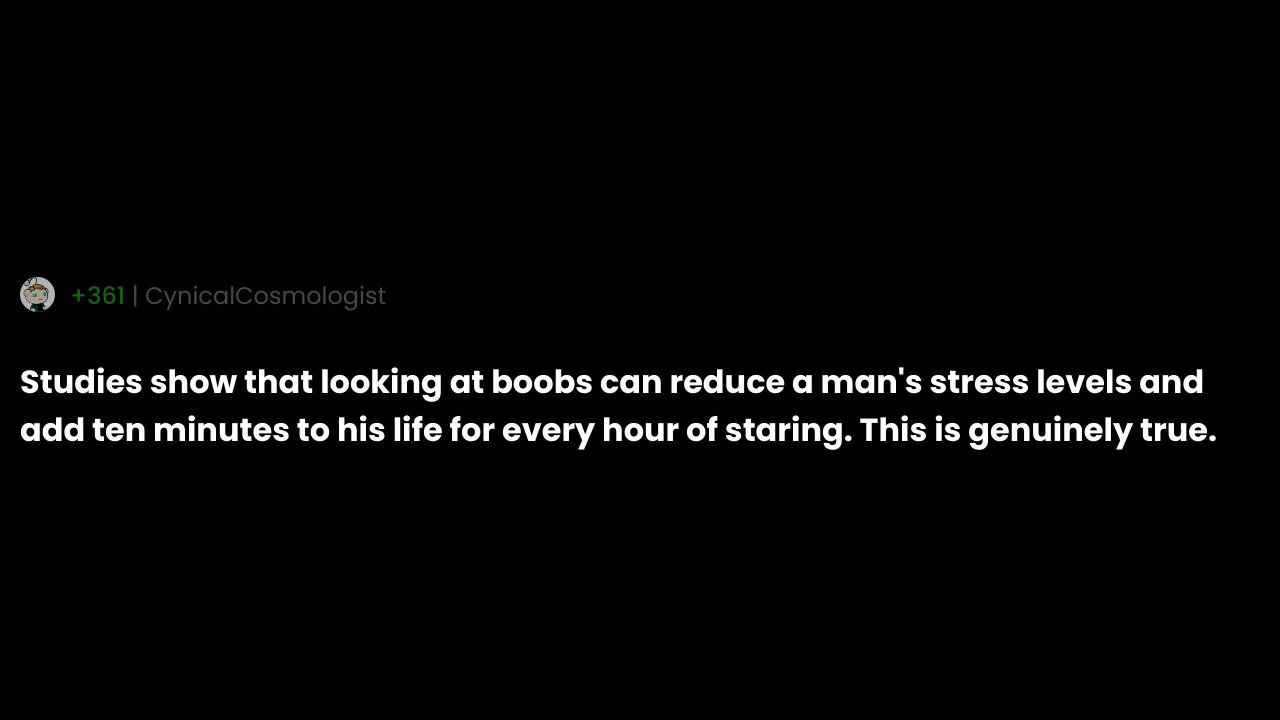 +361 | CynicalCosmologist
Studies show that looking at boobs can reduce a man's stress levels and
add ten minutes to his life for every hour of staring. This is genuinely true.